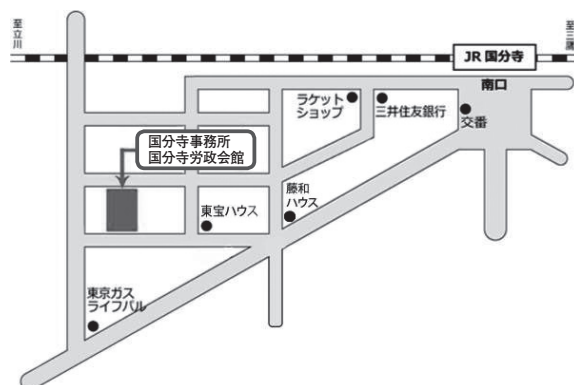 至立川
至三鷹
JR 国分寺
南口
ラケット
ショップ
三井住友銀行
交番
国分寺事務所
国分寺労政会館
東宝ハウス
藤和
ハウス
東京ガス
ライフバル